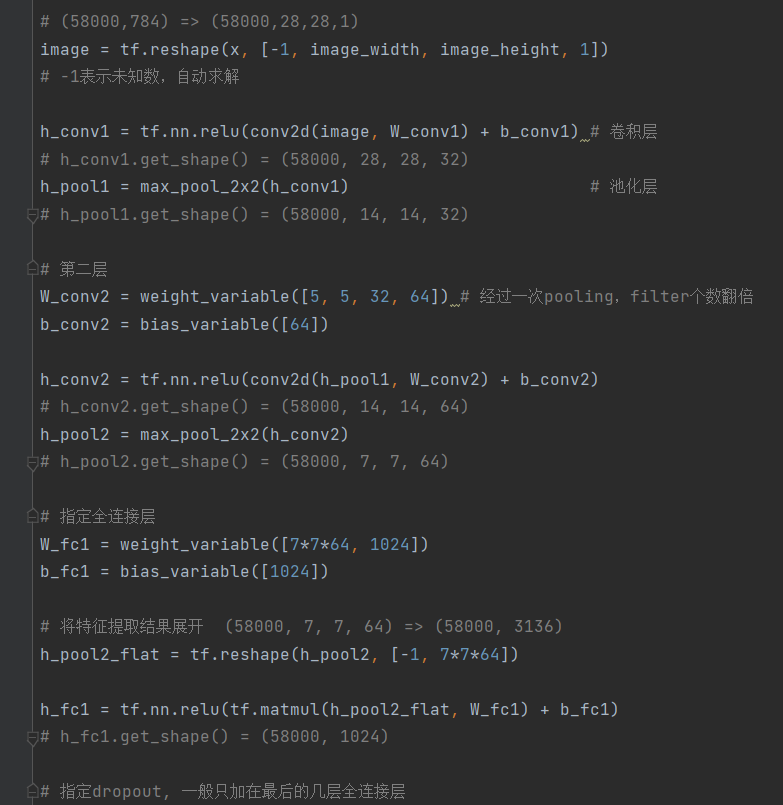 # (58000,784) => (58000,28,28,1)
image = tf.reshape(x, [-1, image_width, image_height, 1])
# -1表示未知数，自动求解
h_conv1 = tf.nn.relu(conv2d(image, W_conv1) + b_conv1) # 卷积层
# h_conv1.get_shape() = (58000, 28, 28, 32)
h_pool1 = max_pool_2x2(h_conv1) # 池化层
# h_pool1.get_shape() = (58000, 14, 14, 32)
# 第二层
W_conv2 = weight_variable([5, 5, 32, 64]) # 经过一次pooling，filter个数翻倍
b_conv2 = bias_variable([64])
h_conv2 = tf.nn.relu(conv2d(h_pool1, W_conv2) + b_conv2)
# h_conv2.get_shape() = (58000, 14, 14, 64)
h_pool2 = max_pool_2x2(h_conv2)
# h_pool2.get_shape() = (58000, 7, 7, 64)
# 指定全连接层
W_fc1 = weight_variable([7*7*64, 1024])
b_fc1 = bias_variable([1024])
# 将特征提取结果展开  (58000, 7, 7, 64) => (58000, 3136)
h_pool2_flat = tf.reshape(h_pool2, [-1, 7*7*64])
h_fc1 = tf.nn.relu(tf.matmul(h_pool2_flat, W_fc1) + b_fc1)
# h_fc1.get_shape() = (58000, 1024)
# 指定dropout, 一般只加在最后的几层全连接层